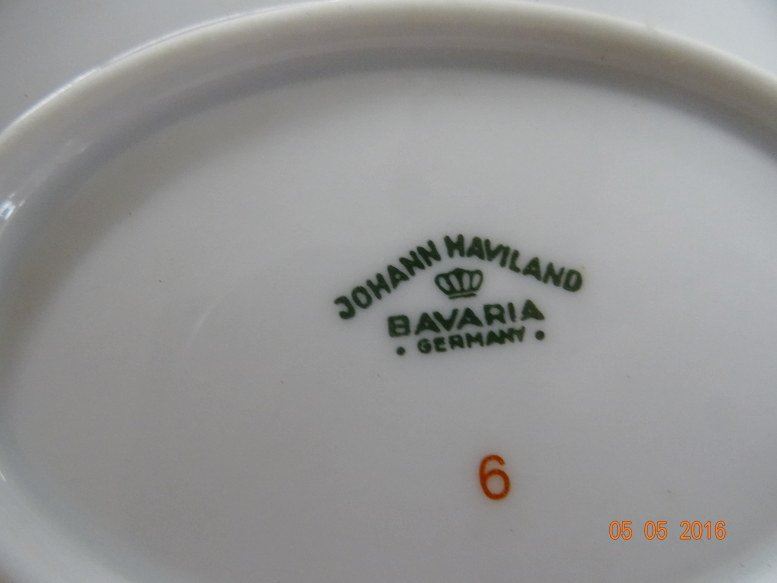 JOHANN HAVILAND
BAVARIA
• GERMANY •
6
05 05 2016